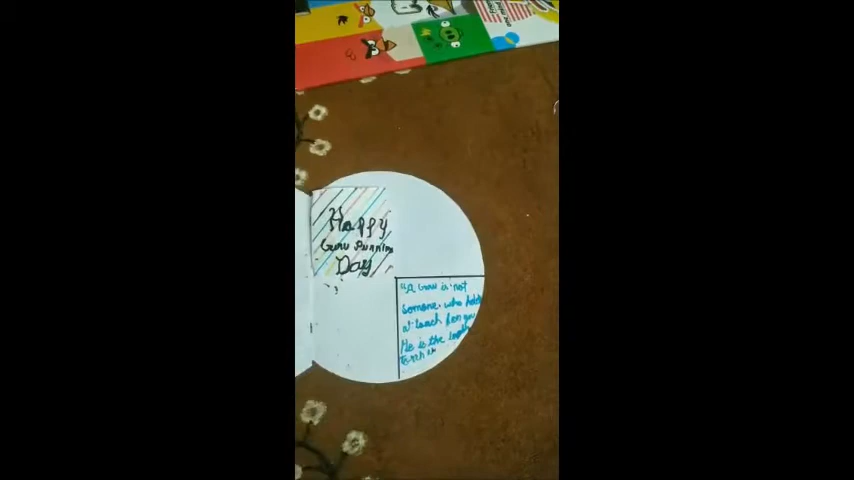 Happy
Guru Purnima
Day
"A Guru is not
someone who holds
a torch for you
He is the
Torch"